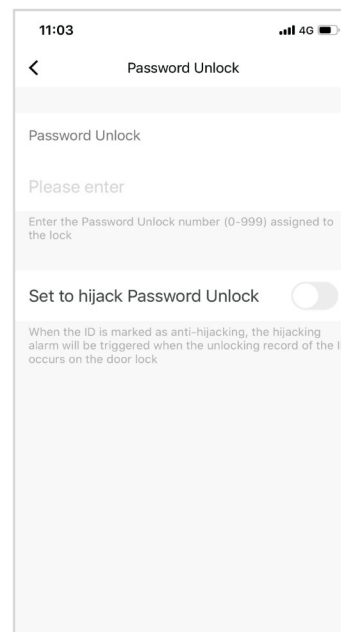 11:03
4G
Password Unlock
Password Unlock
Please enter
Enter the Password Unlock number (0-999) assigned to
the lock
Set to hijack Password Unlock
When the ID is marked as anti-hijacking, the hijacking
alarm will be triggered when the unlocking record of the
occurs on the door lock